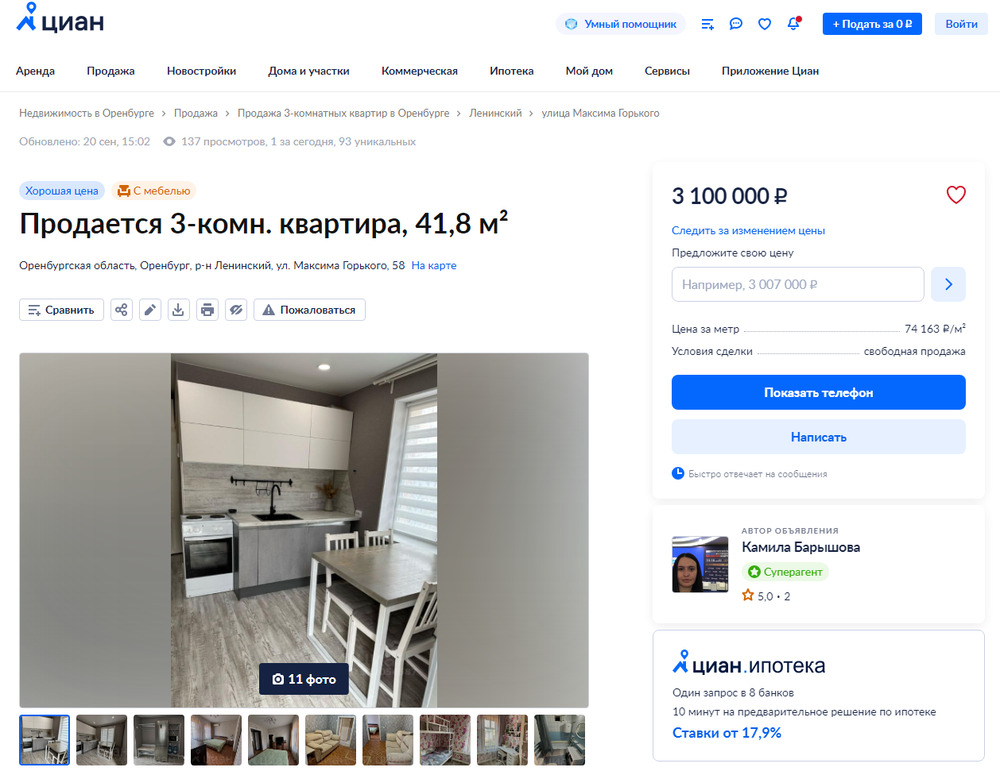 циан
Умный помощник
+ Подать за 0 ₽
Войти
Аренда
Продажа
Новостройки
Дома и участки
Коммерческая
Ипотека
Мой дом
Сервисы
Приложение Циан
Недвижимость в Оренбурге > Продажа > Продажа 3-комнатных квартир в Оренбурге > Ленинский > улица Максима Горького
Обновлено: 20 сен, 15:02 137 просмотров, 1 за сегодня, 93 уникальных
Хорошая цена
С мебелью
Продается 3-комн. квартира, 41,8 м²
Оренбургская область, Оренбург, р-н Ленинский, ул. Максима Горького, 58 На карте
Сравнить
Пожаловаться
11 фото
3 100 000 ₽
Следить за изменением цены
Предложите свою цену
Например, 3 007 000 ₽
Цена за метр 74 163 ₽/м²
Условия сделки свободная продажа
Показать телефон
Написать
Быстро отвечает на сообщения
АВТОР ОБЪЯВЛЕНИЯ
Камила Барышова
Суперагент
5,0 • 2
циан.ипотека
Один запрос в 8 банков
10 минут на предварительное решение по ипотеке
Ставки от 17,9%